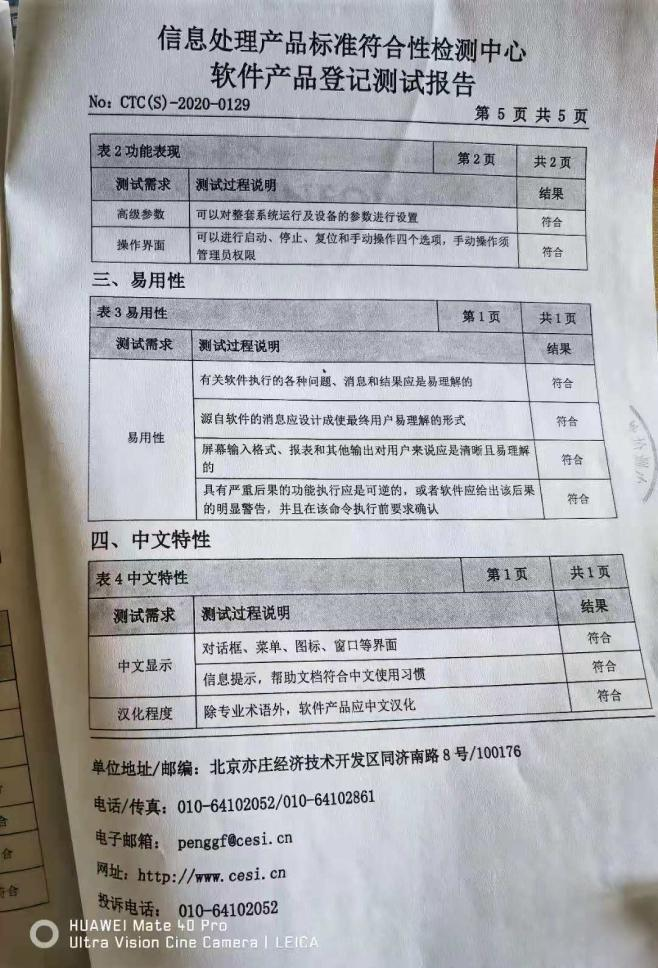 信息处理产品标准符合性检测中心
软件产品登记测试报告
No: CTC(S)-2020-0129
第 5 页 共 5 页
表 2 功能表现 第 2 页 共 2 页
测试需求 测试过程说明 结果
高级参数 可以对整套系统运行及设备的参数进行设置 符合
操作界面 可以进行启动、停止、复位和手动操作四个选项，手动操作须
管理员权限 符合
三、易用性
表 3 易用性 第 1 页 共 1 页
测试需求 测试过程说明 结果
易用性
有关软件执行的各种问题、消息和结果应是易理解的 符合
源自软件的消息应设计成使最终用户易理解的形式 符合
屏幕输入格式、报表和其他输出对用户来说应是清晰且易理解
的 符合
具有严重后果的功能执行应是可逆的，或者软件应给出该后果
的明显警告，并且在该命令执行前要求确认 符合
四、中文特性
表 4 中文特性 第 1 页 共 1 页
测试需求 测试过程说明 结果
中文显示
对话框、菜单、图标、窗口等界面 符合
信息提示，帮助文档符合中文使用习惯 符合
汉化程度 除专业术语外，软件产品应中文汉化 符合
单位地址/邮编：北京亦庄经济技术开发区同济南路 8 号/100176
电话/传真：010-64102052/010-64102861
电子邮箱： penggf@cesi.cn
网址：http://www.cesi.cn
投诉电话： 010-64102052
HUAWEI Mate 40 Pro
Ultra Vision Cine Camera | LEICA